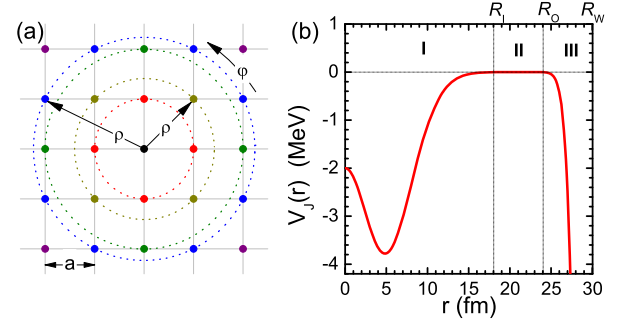 (a)
φ
ρ
ρ
a
(b)
R_I
R_O
R_W
I
II
III
1
0
-1
-2
-3
-4
V_J(r) (MeV)
0
5
10
15
20
25
30
r (fm)